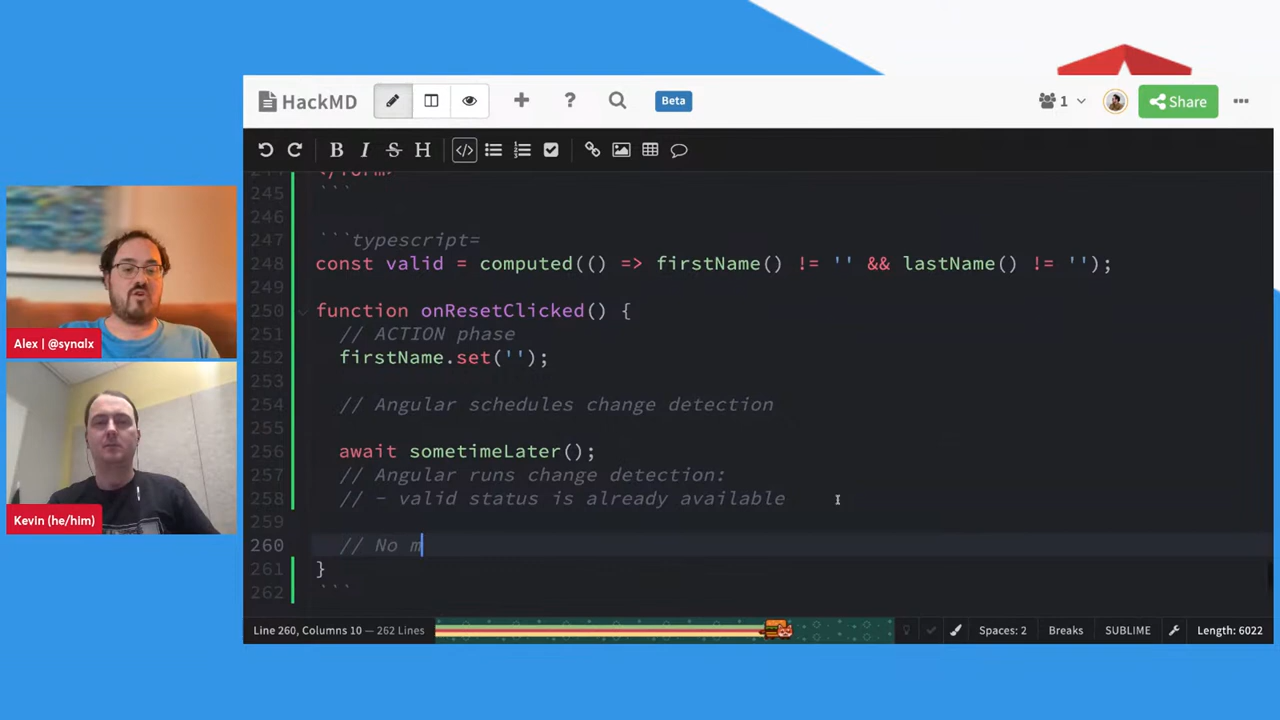 HackMD
Beta
1
Share
B I S H
244 </form>
245 ```
246
247 ```typescript=
248 const valid = computed(() => firstName() != '' && lastName() != '');
249
250 function onResetClicked() {
251 // ACTION phase
252 firstName.set('');
253
254 // Angular schedules change detection
255
256 await sometimeLater();
257 // Angular runs change detection:
258 // - valid status is already available
259
260 // No m
261 }
262 ```
Alex | @synalx
Kevin (he/him)
Line 260, Columns 10 — 262 Lines
Spaces: 2
Breaks
SUBLIME
Length: 6022